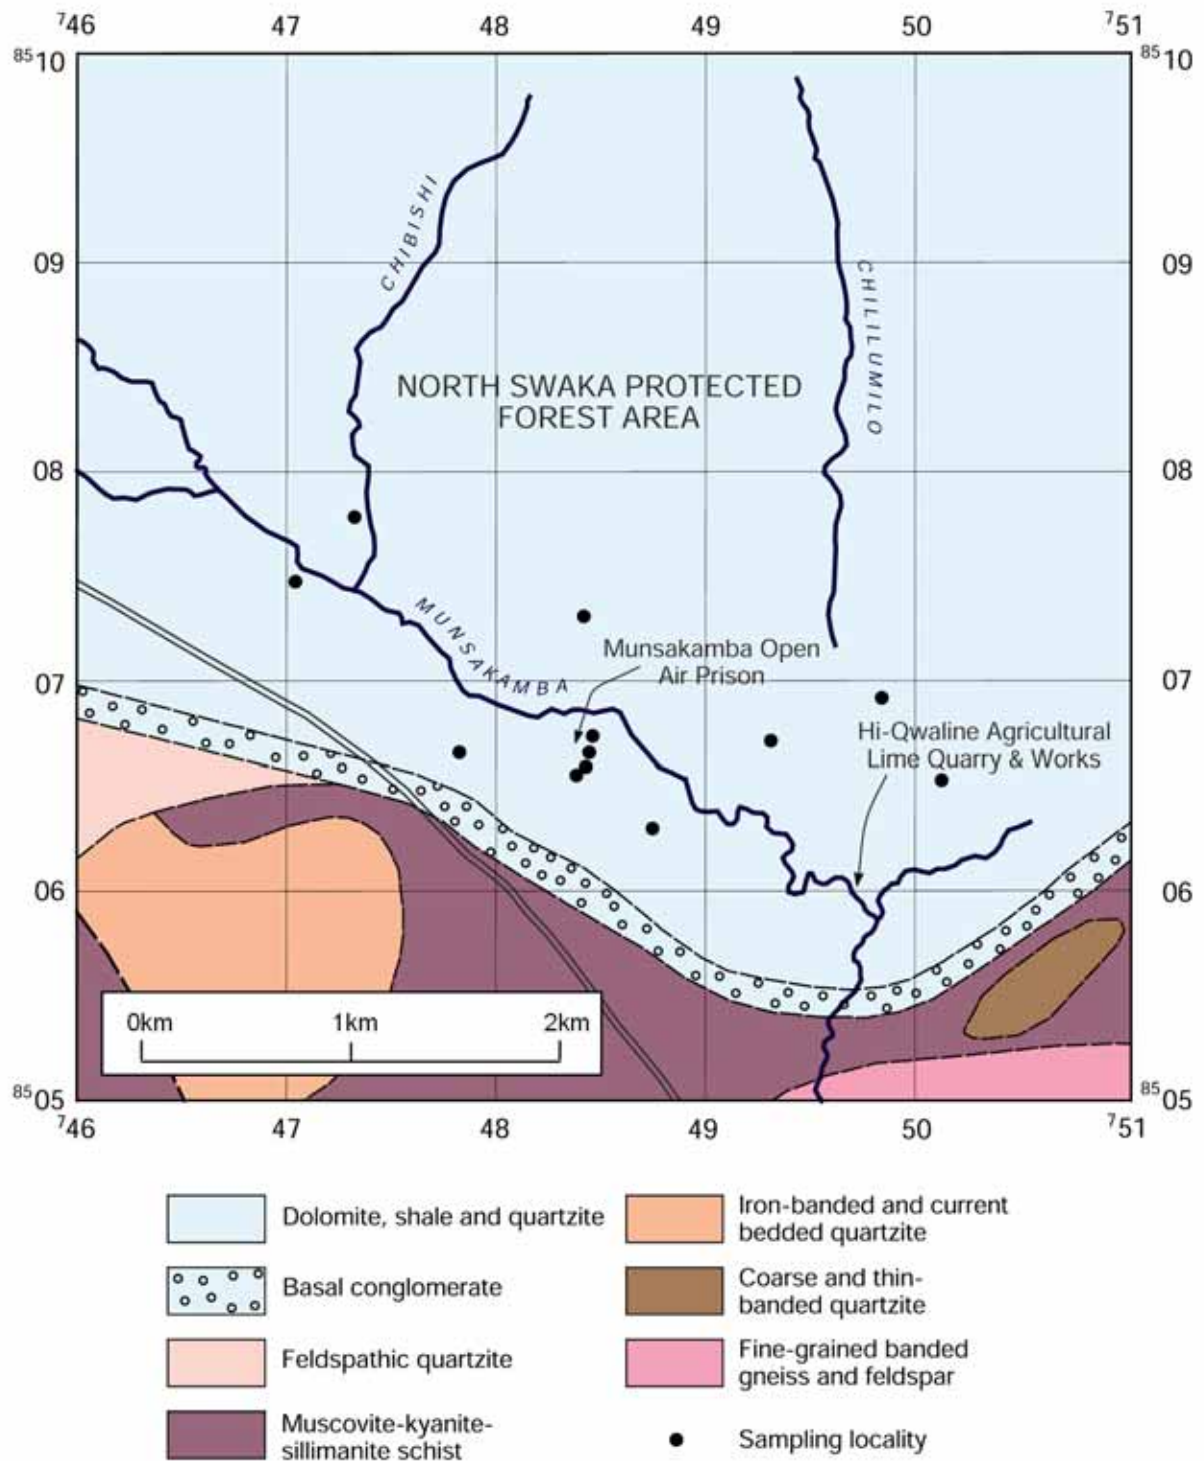 746 47 48 49 50 751
8510 8510
CHIBISHI
09 09
CHILILUMILO
NORTH SWAKA PROTECTED
FOREST AREA
08 08
MUNSAKAMBA
Munsakamba Open
Air Prison
07 07
Hi-Qwaline Agricultural
Lime Quarry & Works
06 06
0km 1km 2km
8505 8505
746 47 48 49 50 751
Dolomite, shale and quartzite
Basal conglomerate
Feldspathic quartzite
Muscovite-kyanite-
sillimanite schist
Iron-banded and current
bedded quartzite
Coarse and thin-
banded quartzite
Fine-grained banded
gneiss and feldspar
Sampling locality